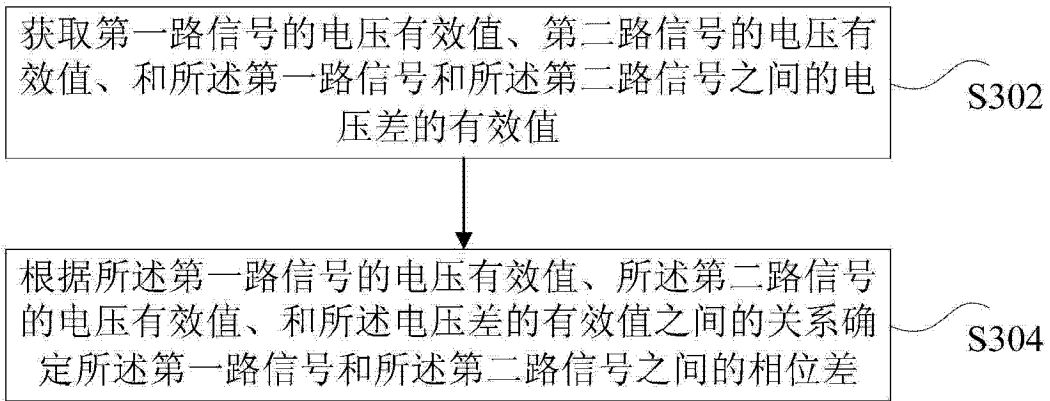 获取第一路信号的电压有效值、第二路信号的电压有
效值、和所述第一路信号和所述第二路信号之间的电
压差的有效值
S302
根据所述第一路信号的电压有效值、所述第二路信号
的电压有效值、和所述电压差的有效值之间的关系确
定所述第一路信号和所述第二路信号之间的相位差
S304